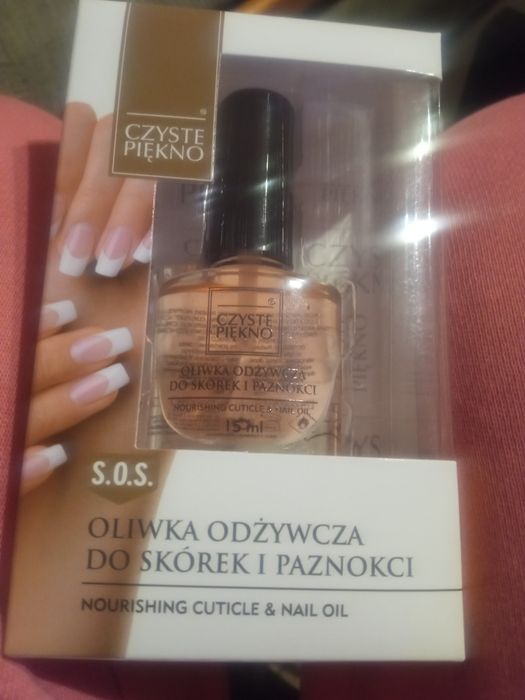 CZYSTE
PIĘKNO
®
CZYSTE
PIĘKNO
®
OLIWKA ODŻYWCZA
DO SKÓREK I PAZNOKCI
NOURISHING CUTICLE & NAIL OIL
15 ml
S.O.S.
OLIWKA ODŻYWCZA
DO SKÓREK I PAZNOKCI
NOURISHING CUTICLE & NAIL OIL